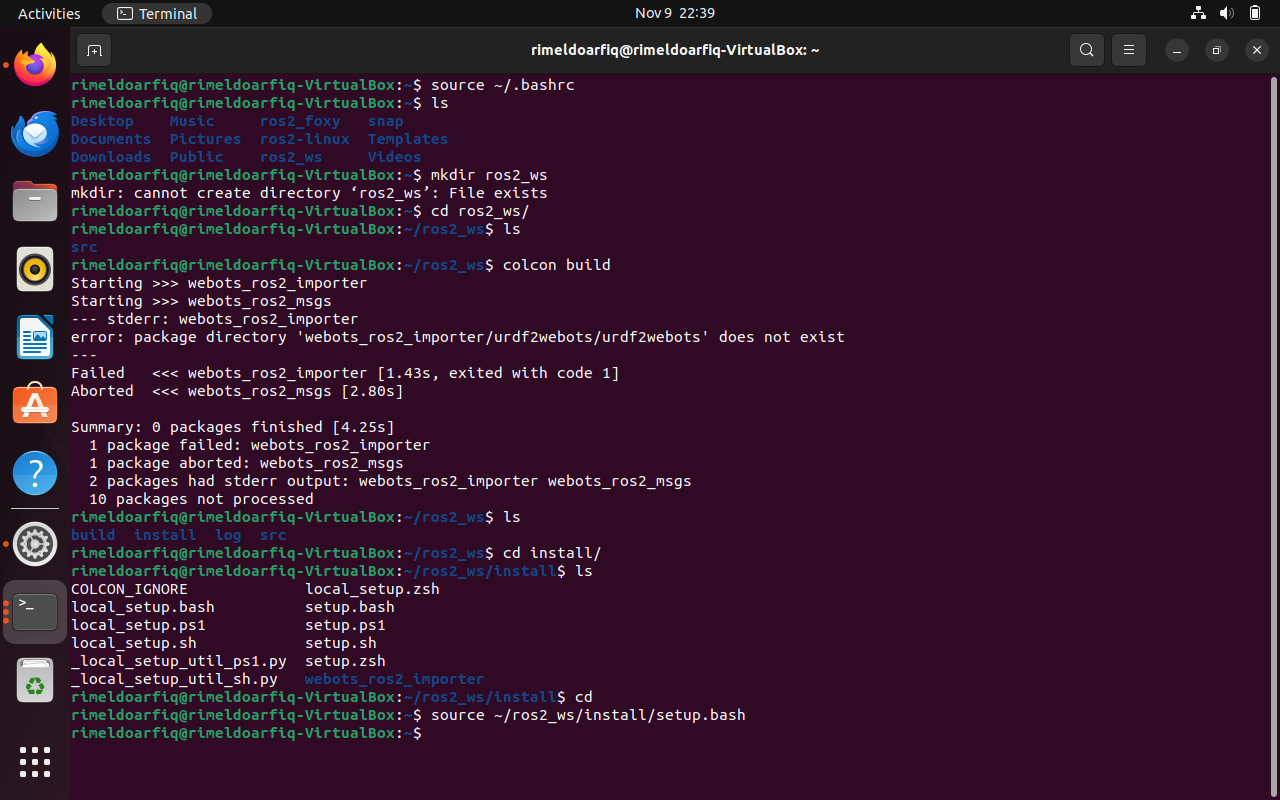 Activities Terminal Nov 9 22:39
rimeldoarfiq@rimeldoarfiq-VirtualBox: ~
rimeldoarfiq@rimeldoarfiq-VirtualBox:~$ source ~/.bashrc
rimeldoarfiq@rimeldoarfiq-VirtualBox:~$ ls
Desktop    Music     ros2_foxy   snap
Documents  Pictures  ros2-linux  Templates
Downloads  Public    ros2_ws     Videos
rimeldoarfiq@rimeldoarfiq-VirtualBox:~$ mkdir ros2_ws
mkdir: cannot create directory ‘ros2_ws’: File exists
rimeldoarfiq@rimeldoarfiq-VirtualBox:~$ cd ros2_ws/
rimeldoarfiq@rimeldoarfiq-VirtualBox:~/ros2_ws$ ls
src
rimeldoarfiq@rimeldoarfiq-VirtualBox:~/ros2_ws$ colcon build
Starting >>> webots_ros2_importer
Starting >>> webots_ros2_msgs
--- stderr: webots_ros2_importer
error: package directory 'webots_ros2_importer/urdf2webots/urdf2webots' does not exist
---
Failed   <<< webots_ros2_importer [1.43s, exited with code 1]
Aborted  <<< webots_ros2_msgs [2.80s]
Summary: 0 packages finished [4.25s]
  1 package failed: webots_ros2_importer
  1 package aborted: webots_ros2_msgs
  2 packages had stderr output: webots_ros2_importer webots_ros2_msgs
  10 packages not processed
rimeldoarfiq@rimeldoarfiq-VirtualBox:~/ros2_ws$ ls
build  install  log  src
rimeldoarfiq@rimeldoarfiq-VirtualBox:~/ros2_ws$ cd install/
rimeldoarfiq@rimeldoarfiq-VirtualBox:~/ros2_ws/install$ ls
COLCON_IGNORE             local_setup.zsh
local_setup.bash          setup.bash
local_setup.ps1           setup.ps1
local_setup.sh            setup.sh
_local_setup_util_ps1.py  setup.zsh
_local_setup_util_sh.py   webots_ros2_importer
rimeldoarfiq@rimeldoarfiq-VirtualBox:~/ros2_ws/install$ cd
rimeldoarfiq@rimeldoarfiq-VirtualBox:~$ source ~/ros2_ws/install/setup.bash
rimeldoarfiq@rimeldoarfiq-VirtualBox:~$